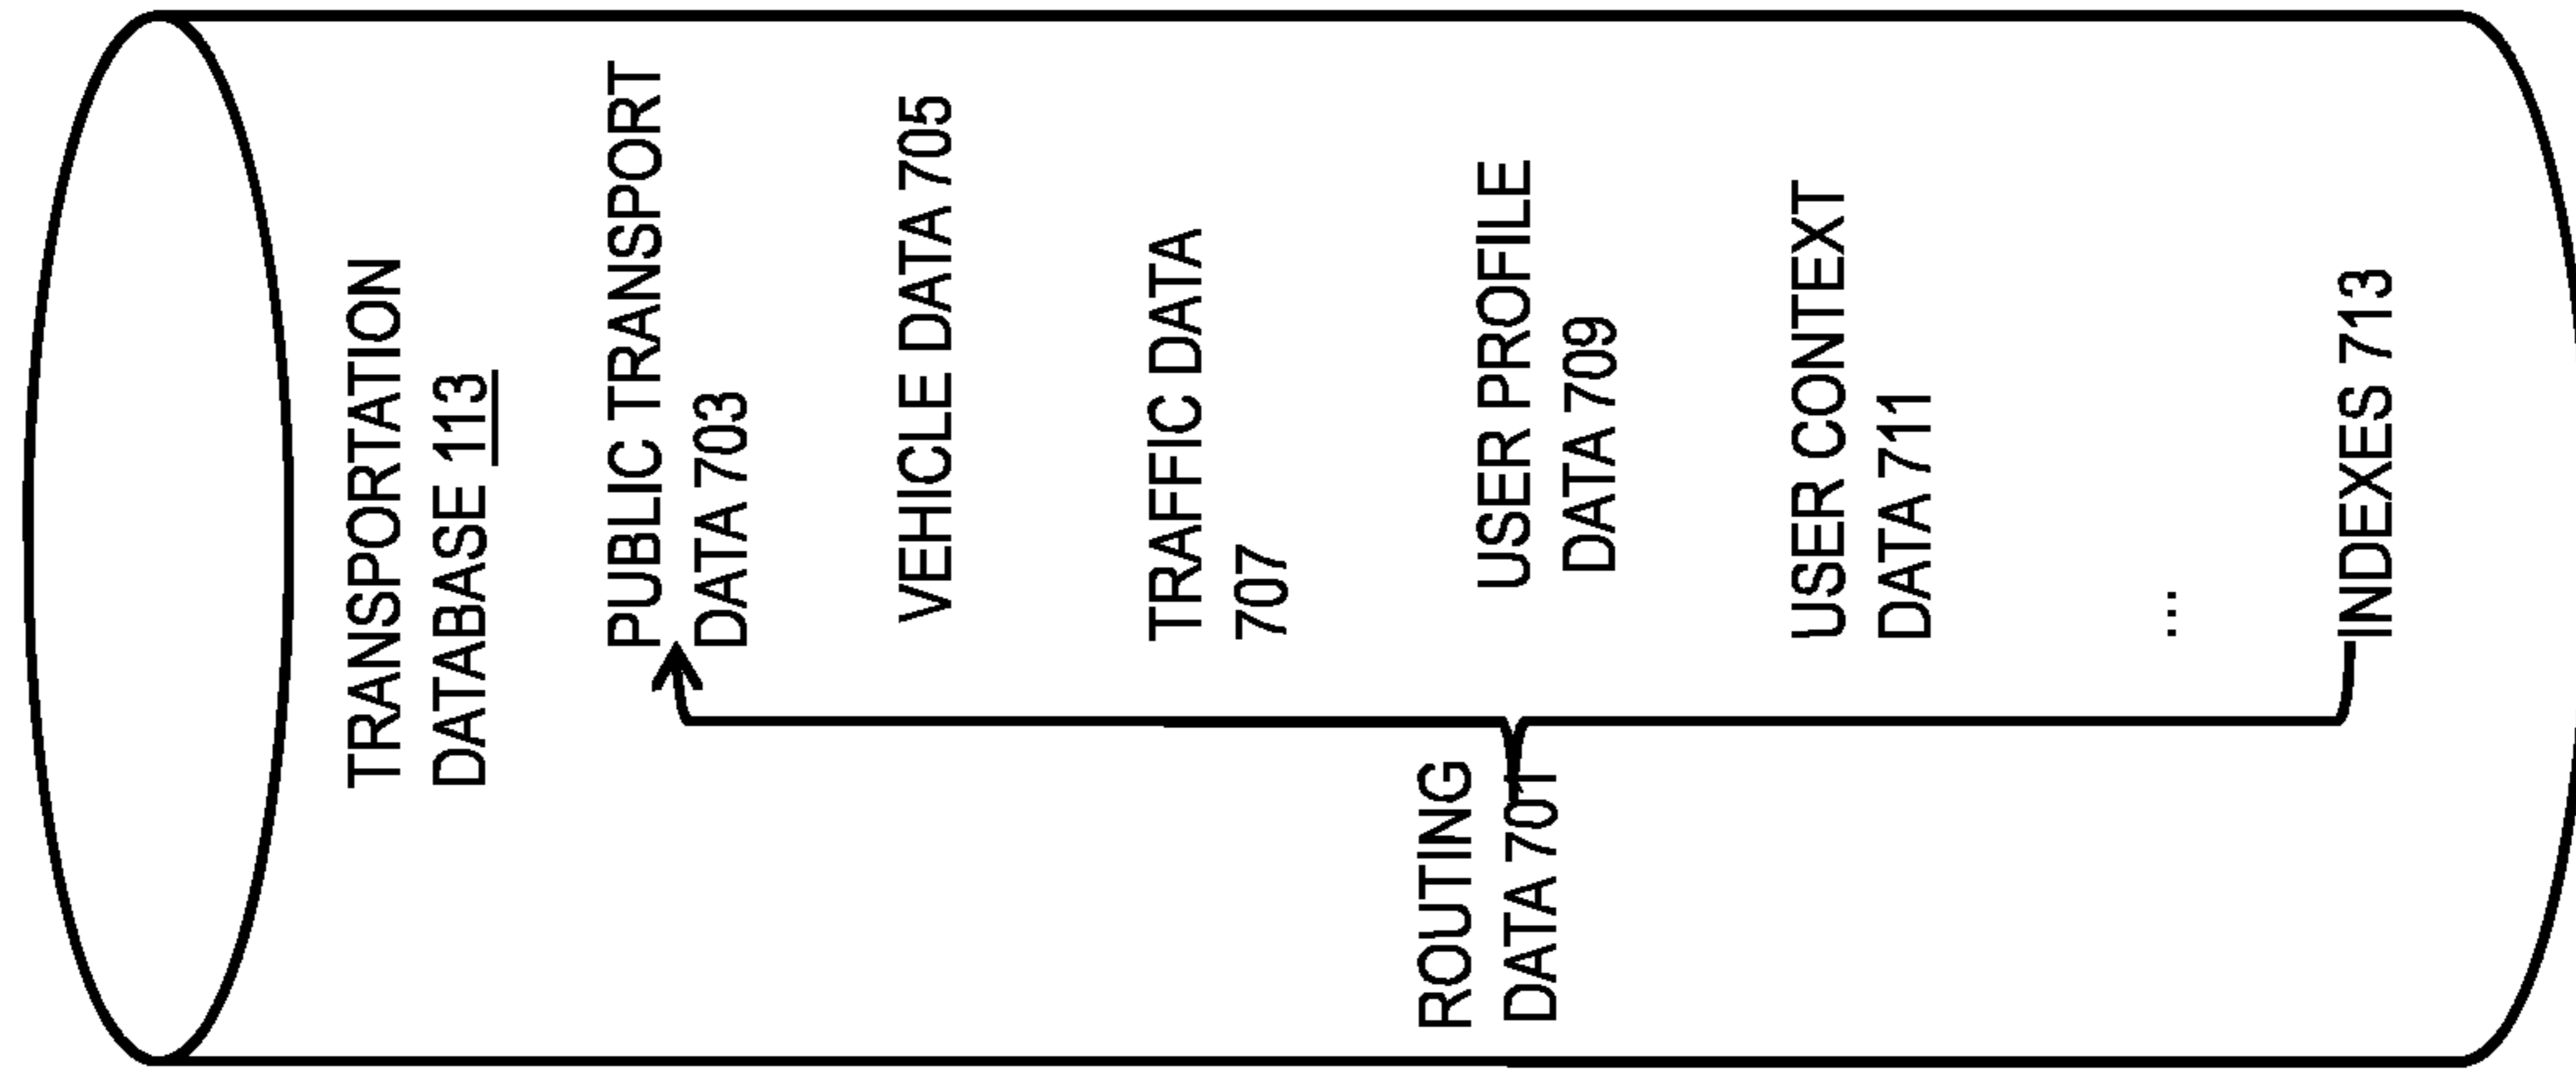 TRANSPORTATION
DATABASE 113
PUBLIC TRANSPORT
DATA 703
VEHICLE DATA 705
TRAFFIC DATA
707
ROUTING
DATA 701
USER PROFILE
DATA 709
USER CONTEXT
DATA 711
...
INDEXES 713